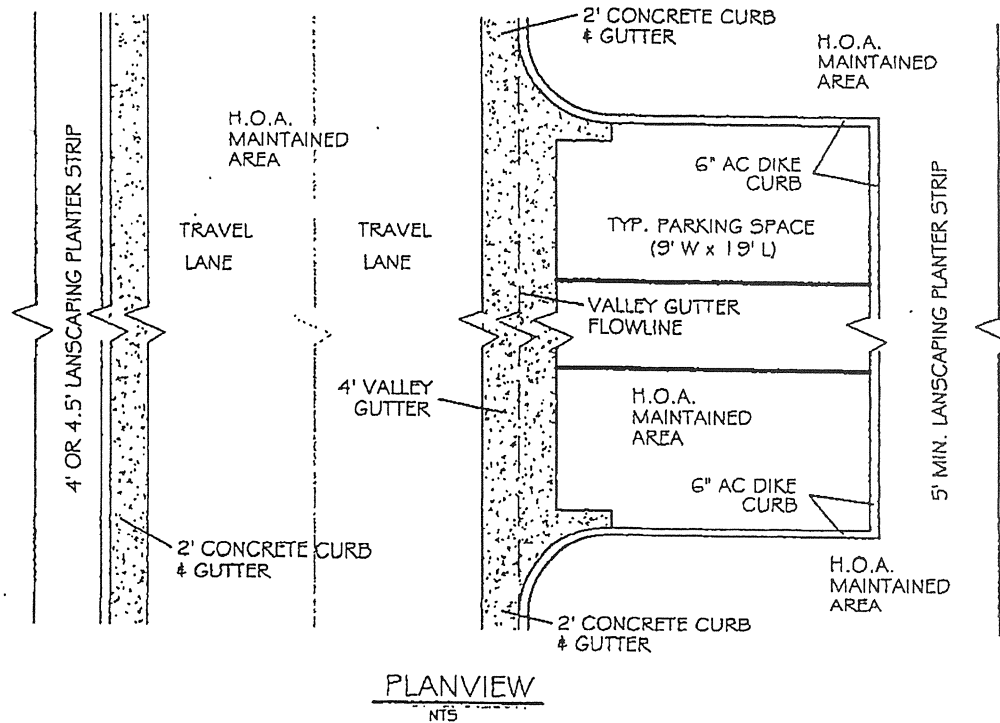 2' CONCRETE CURB
& GUTTER
H.O.A.
MAINTAINED
AREA
H.O.A.
MAINTAINED
AREA
4' OR 4.5' LANSCAPING PLANTER STRIP
TRAVEL
LANE
TRAVEL
LANE
6" AC DIKE
CURB
TYP. PARKING SPACE
(9' W x 19' L)
5' MIN. LANSCAPING PLANTER STRIP
VALLEY GUTTER
FLOWLINE
4' VALLEY
GUTTER
H.O.A.
MAINTAINED
AREA
6" AC DIKE
CURB
2' CONCRETE CURB
& GUTTER
H.O.A.
MAINTAINED
AREA
2' CONCRETE CURB
& GUTTER
PLANVIEW
NTS